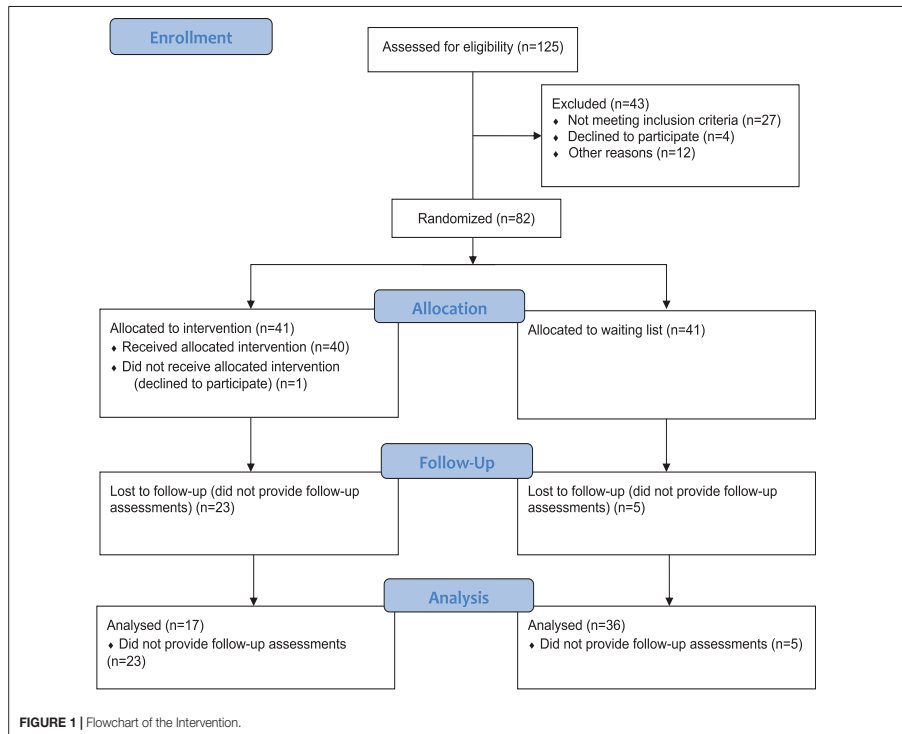 Enrollment
Assessed for eligibility (n=125)
Excluded (n=43)
♦ Not meeting inclusion criteria (n=27)
♦ Declined to participate (n=4)
♦ Other reasons (n=12)
Randomized (n=82)
Allocation
Allocated to intervention (n=41)
♦ Received allocated intervention (n=40)
♦ Did not receive allocated intervention
(declined to participate) (n=1)
Allocated to waiting list (n=41)
Follow-Up
Lost to follow-up (did not provide follow-up
assessments) (n=23)
Lost to follow-up (did not provide follow-up
assessments) (n=5)
Analysis
Analysed (n=17)
♦ Did not provide follow-up assessments
(n=23)
Analysed (n=36)
♦ Did not provide follow-up assessments (n=5)
FIGURE 1 | Flowchart of the Intervention.